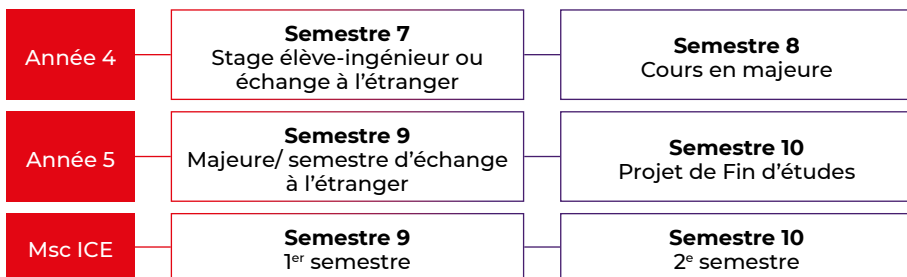 Année 4
Semestre 7
Stage élève-ingénieur ou
échange à l'étranger
Semestre 8
Cours en majeure
Année 5
Semestre 9
Majeure/ semestre d'échange
à l'étranger
Semestre 10
Projet de Fin d'études
Msc ICE
Semestre 9
1er semestre
Semestre 10
2e semestre